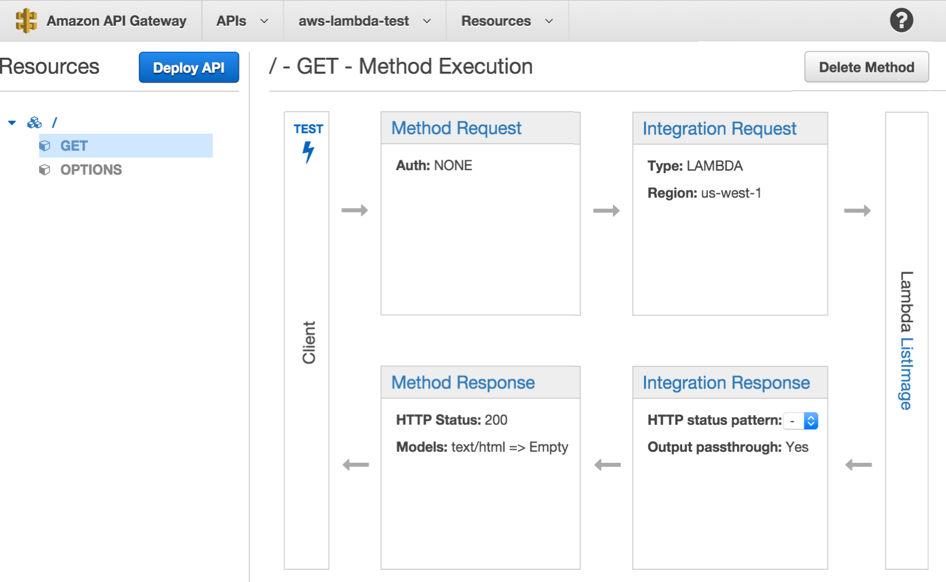 Amazon API Gateway APIs aws-lambda-test Resources ?
Resources Deploy API
/ - GET - Method Execution Delete Method
/
GET
OPTIONS
TEST
Client
Method Request
Auth: NONE
Integration Request
Type: LAMBDA
Region: us-west-1
Lambda ListImage
Method Response
HTTP Status: 200
Models: text/html => Empty
Integration Response
HTTP status pattern: -
Output passthrough: Yes